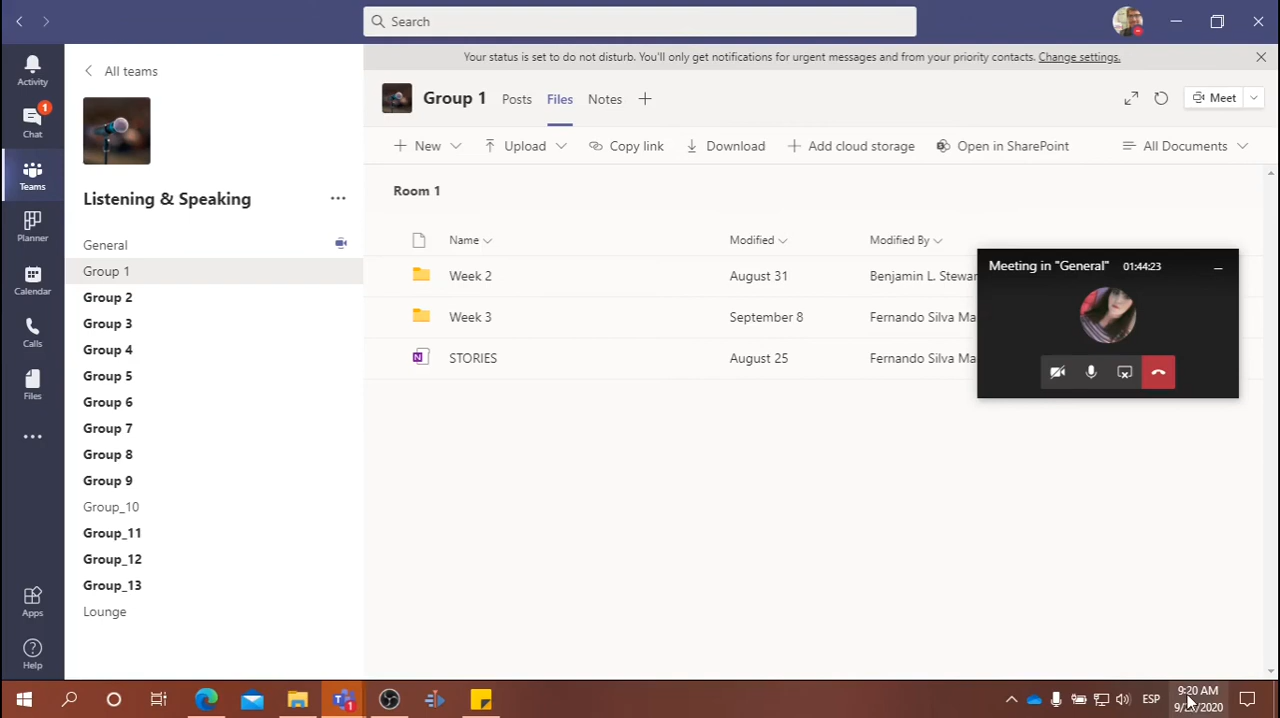 Search
Activity
Chat
1
Teams
Planner
Calendar
Calls
Files
Apps
Help
All teams
Listening & Speaking
General
Group 1
Group 2
Group 3
Group 4
Group 5
Group 6
Group 7
Group 8
Group 9
Group_10
Group_11
Group_12
Group_13
Lounge
Your status is set to do not disturb. You'll only get notifications for urgent messages and from your priority contacts. Change settings.
Group 1 Posts Files Notes
Meet
New Upload Copy link Download Add cloud storage Open in SharePoint All Documents
Room 1
Name Modified Modified By
Week 2 August 31 Benjamin L. Stewar
Week 3 September 8 Fernando Silva Ma
STORIES August 25 Fernando Silva Ma
Meeting in "General" 01:44:23
ESP
9:20 AM